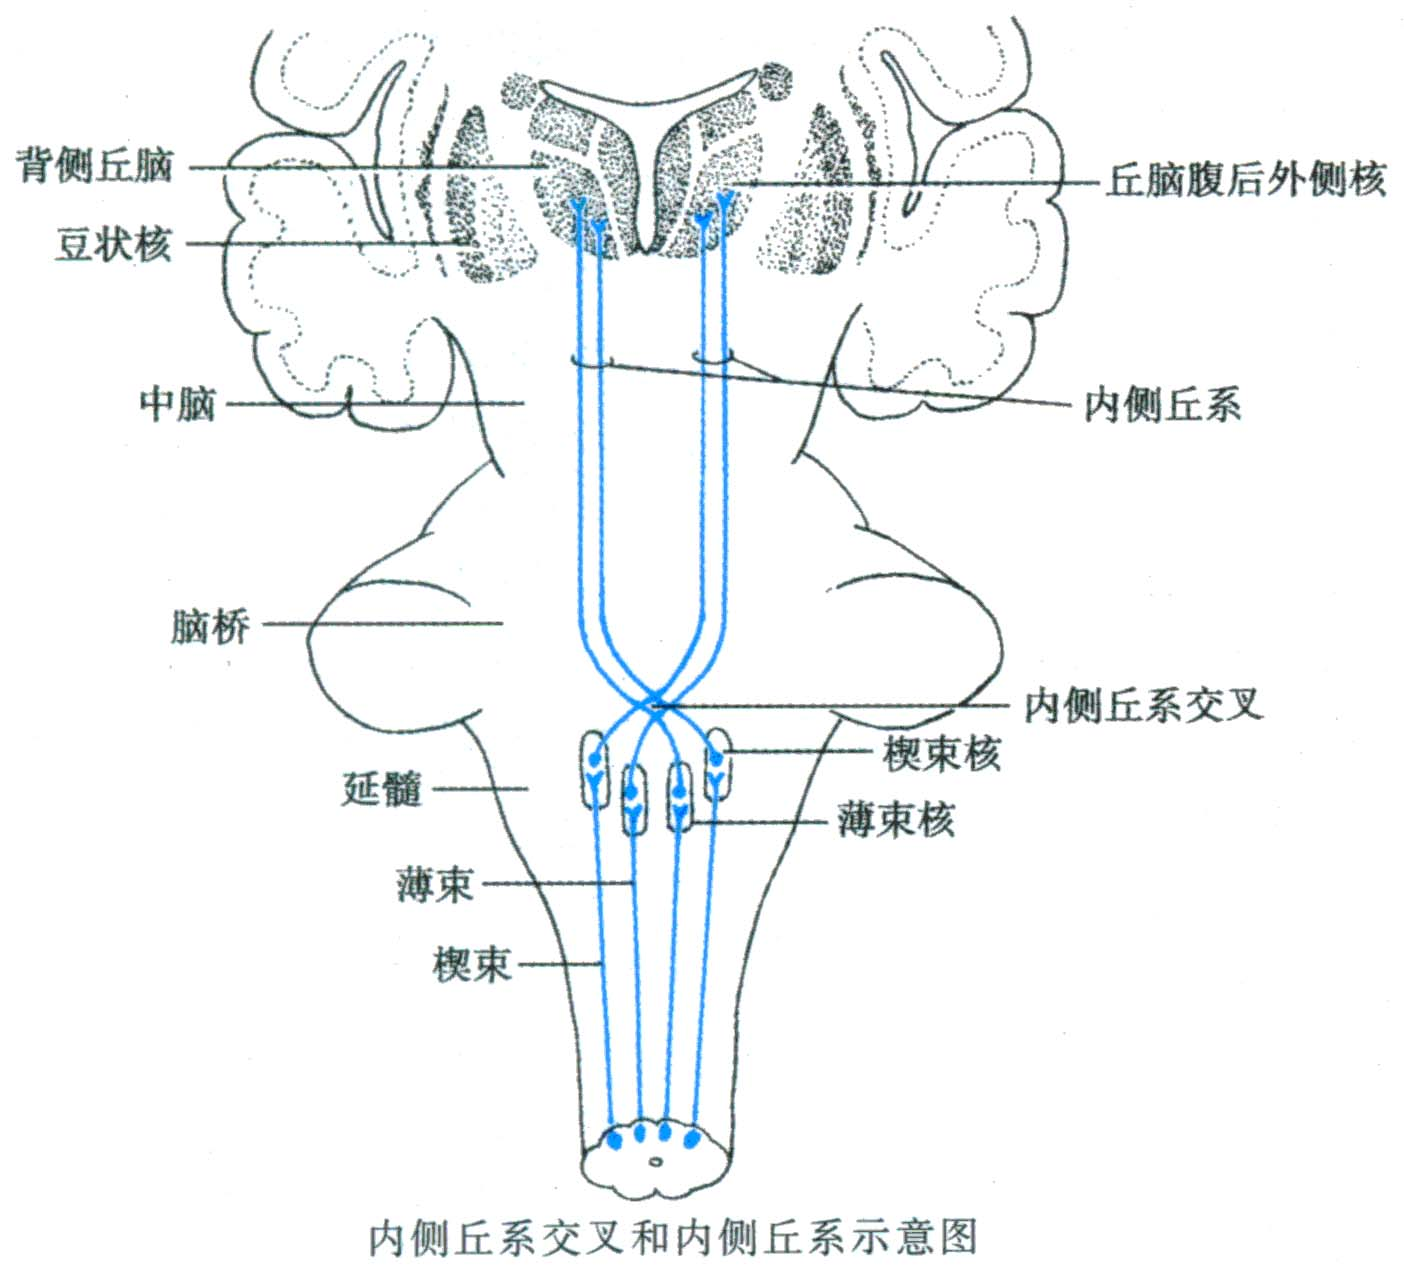 背侧丘脑
丘脑腹后外侧核
豆状核
中脑
内侧丘系
脑桥
内侧丘系交叉
楔束核
延髓
薄束核
薄束
楔束
内侧丘系交叉和内侧丘系示意图